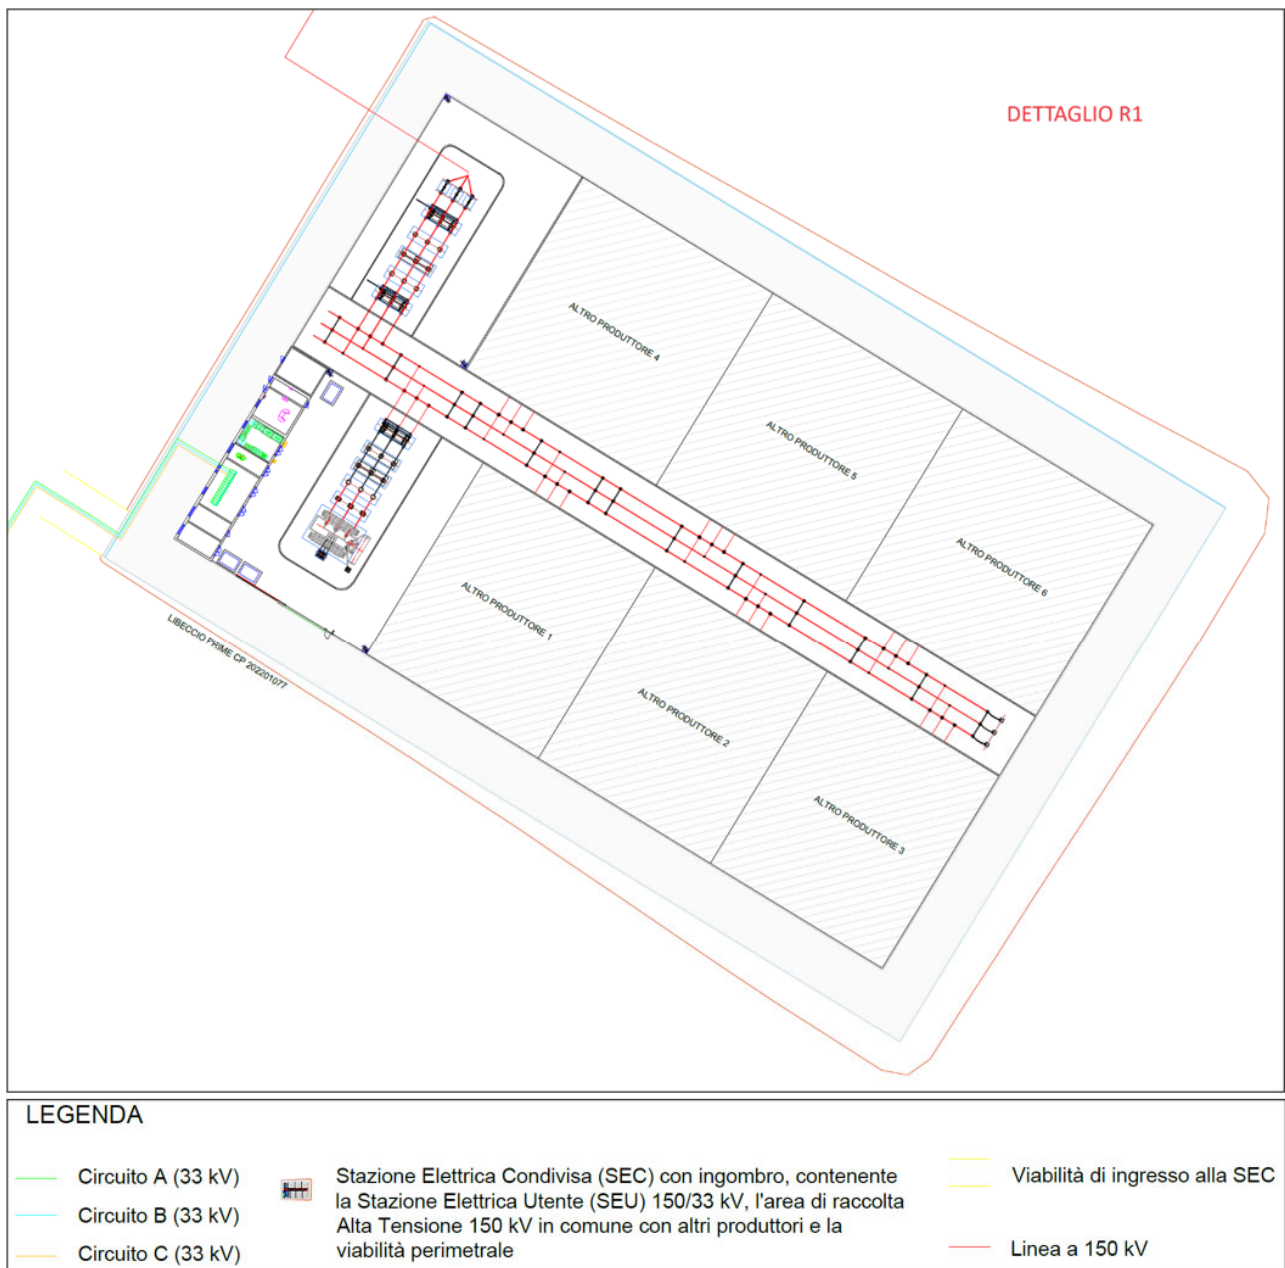 DETTAGLIO R1
ALTRO PRODUTTORE 4
ALTRO PRODUTTORE 5
ALTRO PRODUTTORE 6
ALTRO PRODUTTORE 1
ALTRO PRODUTTORE 2
ALTRO PRODUTTORE 3
LIBECCIO PRIME CP 202201077
LEGENDA
Circuito A (33 kV)
Circuito B (33 kV)
Circuito C (33 kV)
Stazione Elettrica Condivisa (SEC) con ingombro, contenente
la Stazione Elettrica Utente (SEU) 150/33 kV, l'area di raccolta
Alta Tensione 150 kV in comune con altri produttori e la
viabilità perimetrale
Viabilità di ingresso alla SEC
Linea a 150 kV